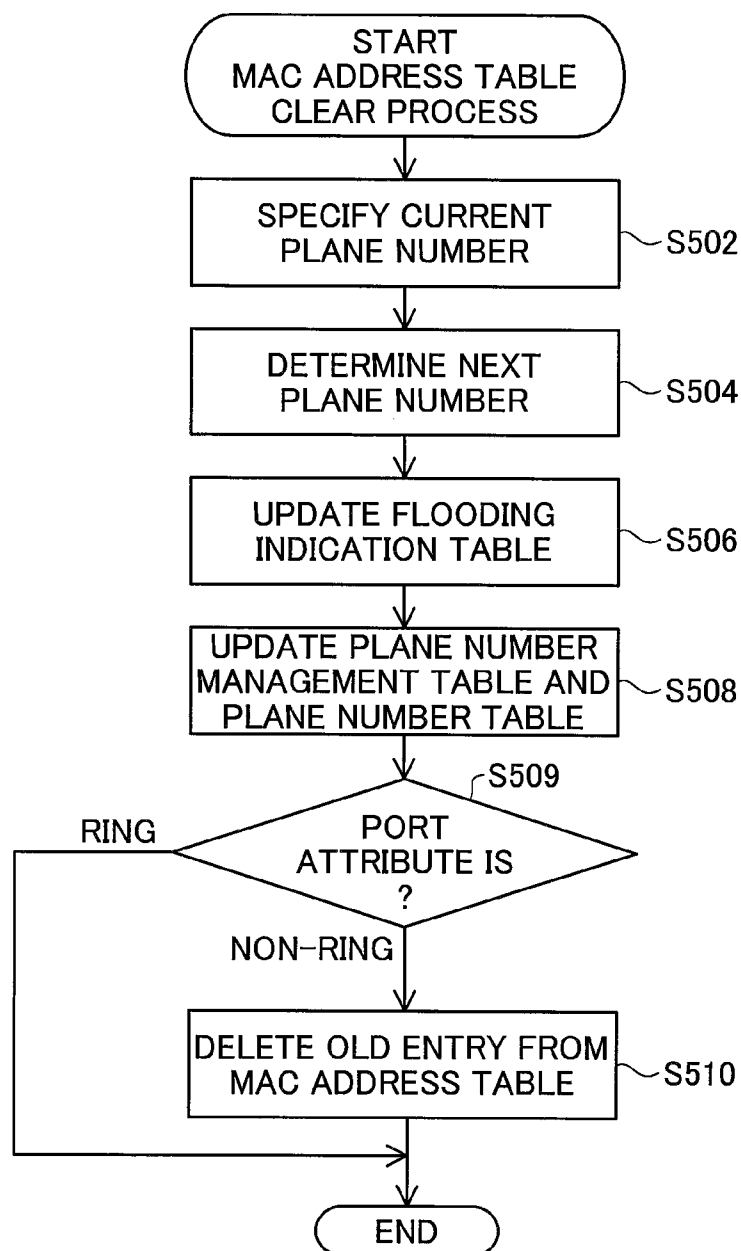 START
MAC ADDRESS TABLE
CLEAR PROCESS
SPECIFY CURRENT
PLANE NUMBER
S502
DETERMINE NEXT
PLANE NUMBER
S504
UPDATE FLOODING
INDICATION TABLE
S506
UPDATE PLANE NUMBER
MANAGEMENT TABLE AND
PLANE NUMBER TABLE
S508
S509
RING
PORT
ATTRIBUTE IS
?
NON-RING
DELETE OLD ENTRY FROM
MAC ADDRESS TABLE
S510
END